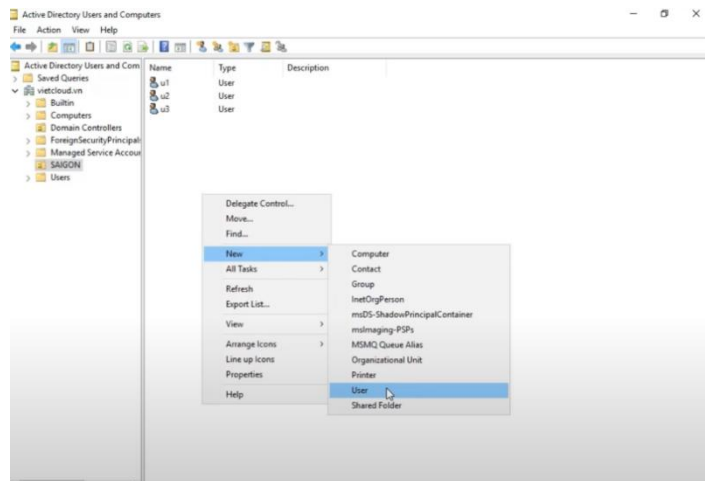 Active Directory Users and Computers
File Action View Help
Active Directory Users and Com
Saved Queries
vietcloud.vn
Builtin
Computers
Domain Controllers
ForeignSecurityPrincipals
Managed Service Accoun
SAIGON
Users
Name Type Description
u1 User
u2 User
u3 User
Delegate Control...
Move...
Find...
New
All Tasks
Refresh
Export List...
View
Arrange Icons
Line up Icons
Properties
Help
Computer
Contact
Group
InetOrgPerson
msDS-ShadowPrincipalContainer
msImaging-PSPs
MSMQ Queue Alias
Organizational Unit
Printer
User
Shared Folder